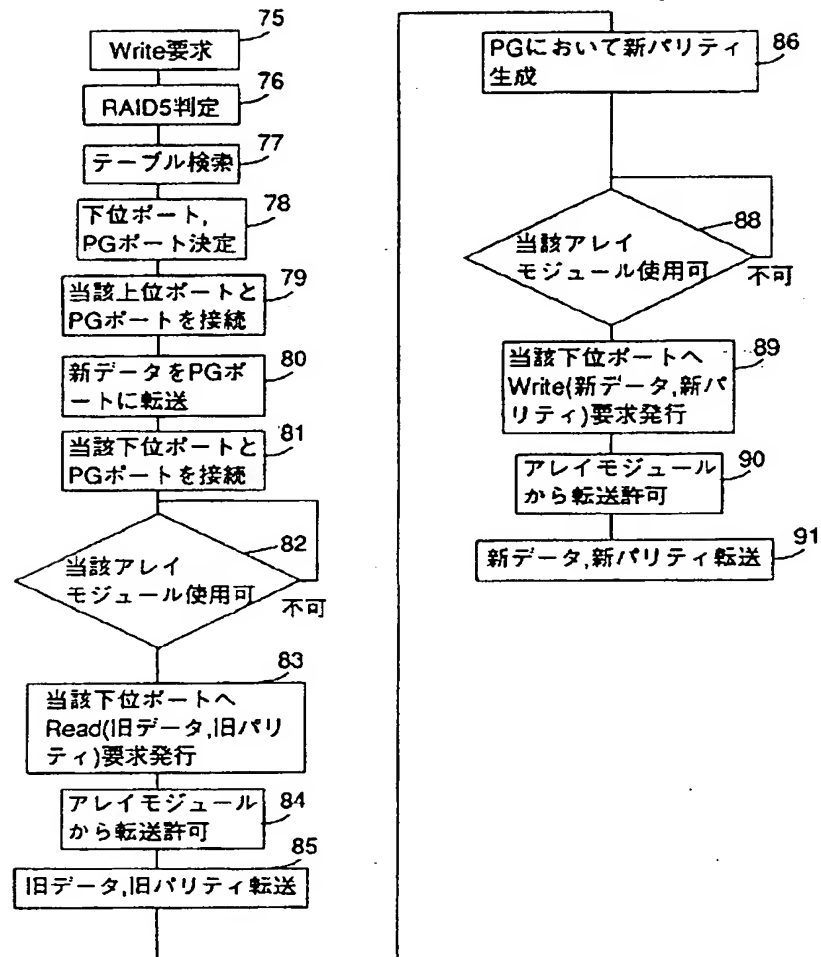 75
Write要求
76
RAID5判定
77
テーブル検索
78
下位ポート,
PGポート決定
79
当該上位ポートと
PGポートを接続
80
新データをPGポ
ートに転送
81
当該下位ポートと
PGポートを接続
82
当該アレイ
モジュール使用可
不可
83
当該下位ポートへ
Read(旧データ,旧パリ
ティ)要求発行
84
アレイモジュール
から転送許可
85
旧データ,旧パリティ転送
86
PGにおいて新パリティ
生成
88
当該アレイ
モジュール使用可
不可
89
当該下位ポートへ
Write(新データ,新パ
リティ)要求発行
90
アレイモジュール
から転送許可
91
新データ,新パリティ転送